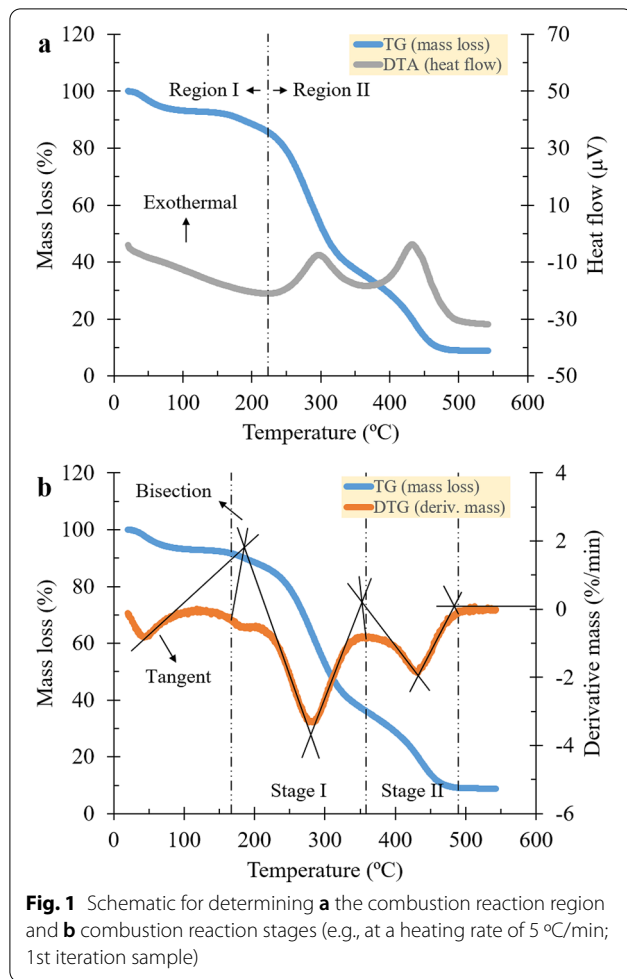 a
120
100
80
60
40
20
0
Mass loss (%)
TG (mass loss)
DTA (heat flow)
Region I
Region II
Exothermal
70
50
30
10
-10
-30
-50
Heat flow (µV)
0 100 200 300 400 500 600
Temperature (ºC)
b
120
100
80
60
40
20
0
Mass loss (%)
Bisection
TG (mass loss)
DTG (deriv. mass)
Tangent
Stage I
Stage II
4
2
0
-2
-4
-6
Derivative mass (%/min)
0 100 200 300 400 500 600
Temperature (ºC)
Fig. 1 Schematic for determining a the combustion reaction region
and b combustion reaction stages (e.g., at a heating rate of 5 ºC/min;
1st iteration sample)